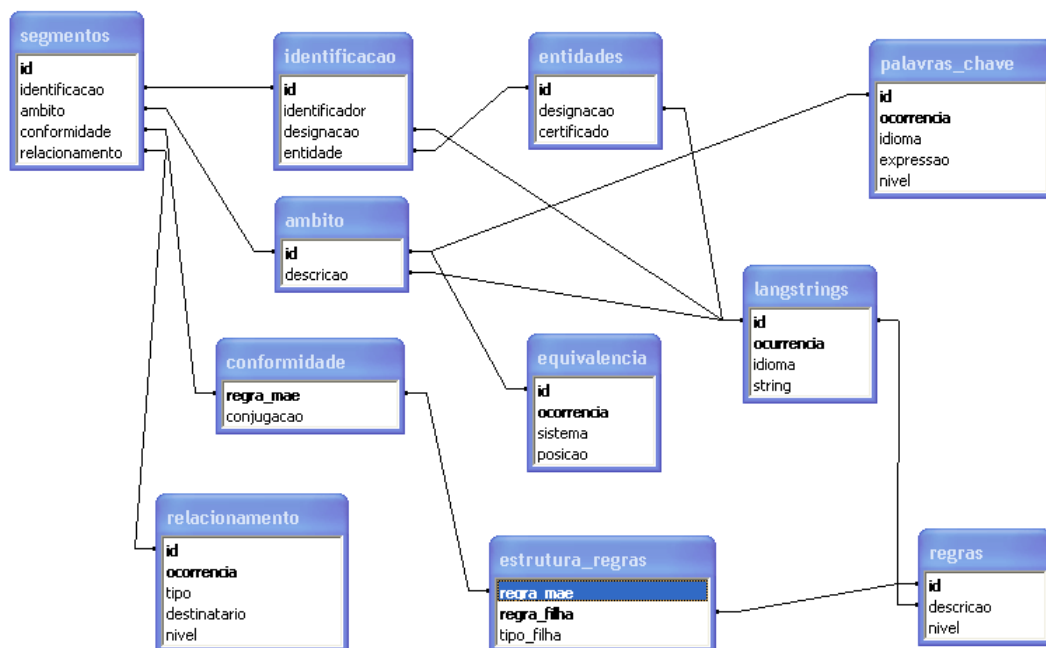 segmentos
id
identificacao
ambito
conformidade
relacionamento
identificacao
id
identificador
designacao
entidade
entidades
id
designacao
certificado
palavras_chave
id
ocorrencia
idioma
expressao
nivel
ambito
id
descricao
langstrings
id
ocurrencia
idioma
string
conformidade
regra_mae
conjugacao
equivalencia
id
ocorrencia
sistema
posicao
relacionamento
id
ocorrencia
tipo
destinatario
nivel
estrutura_regras
regra_mae
regra_filha
tipo_filha
regras
id
descricao
nivel